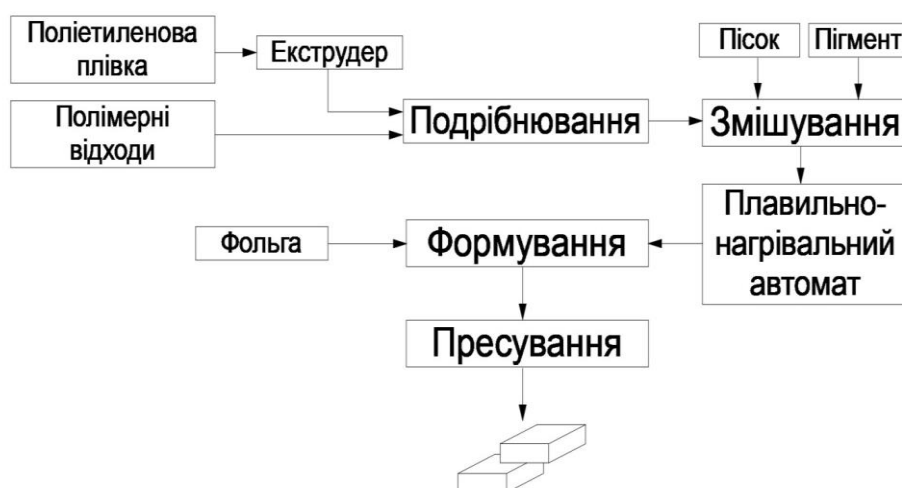 Поліетиленова
плівка
Екструдер
Пісок
Пігмент
Полімерні
відходи
Подрібнювання
Змішування
Плавильно-
нагрівальний
автомат
Фольга
Формування
Пресування